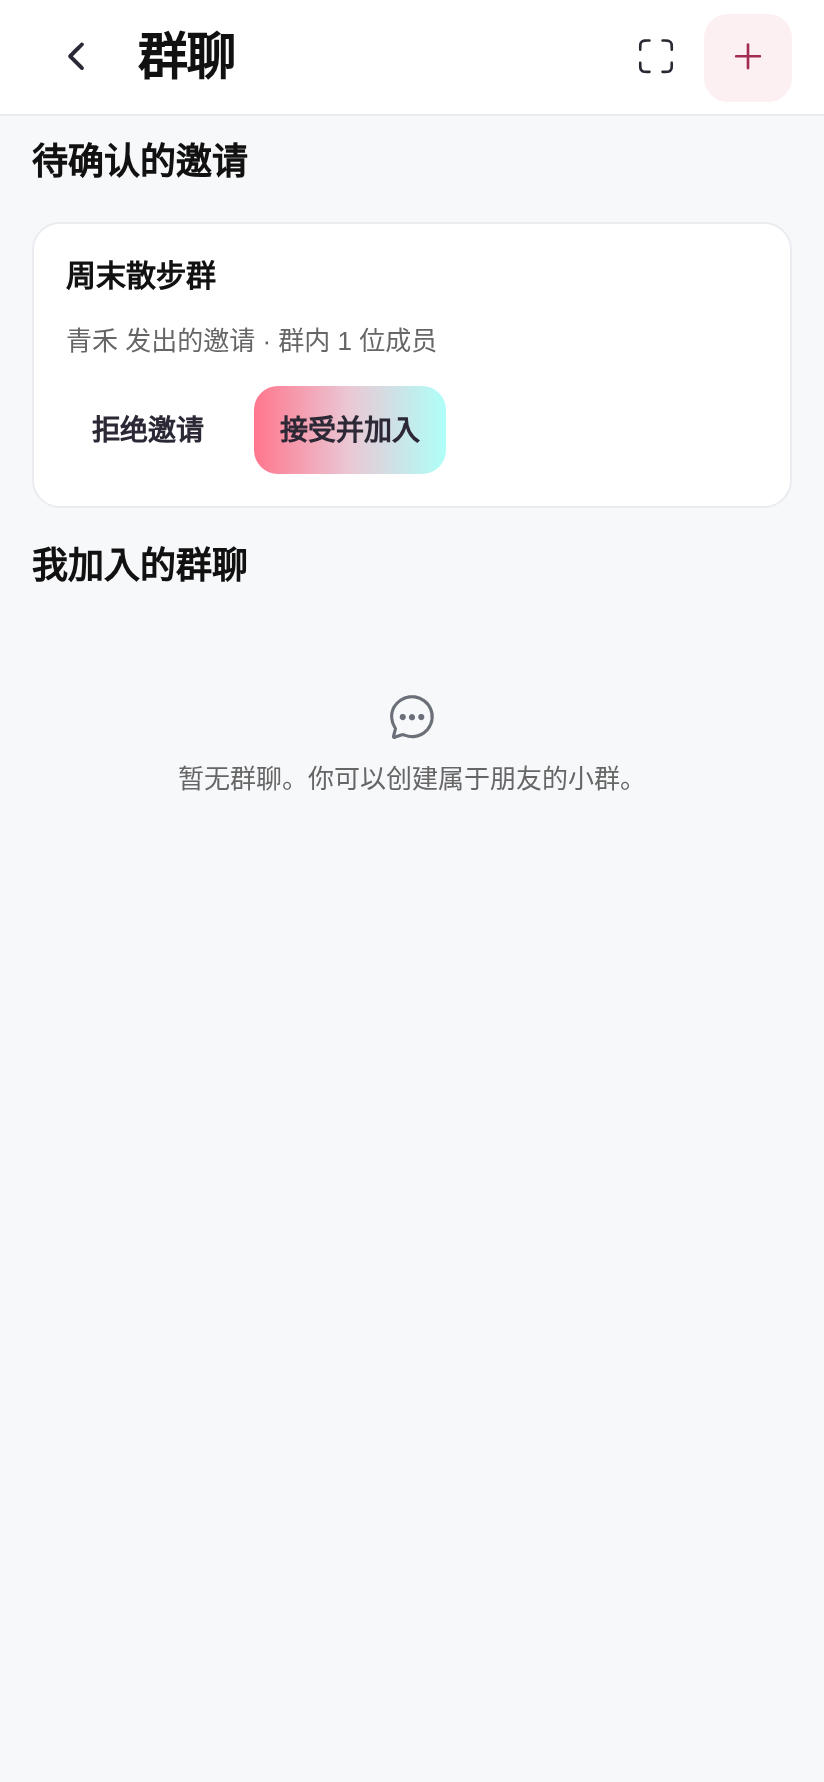 群聊
待确认的邀请
周末散步群
青禾 发出的邀请 · 群内 1 位成员
拒绝邀请
接受并加入
我加入的群聊
暂无群聊。你可以创建属于朋友的小群。